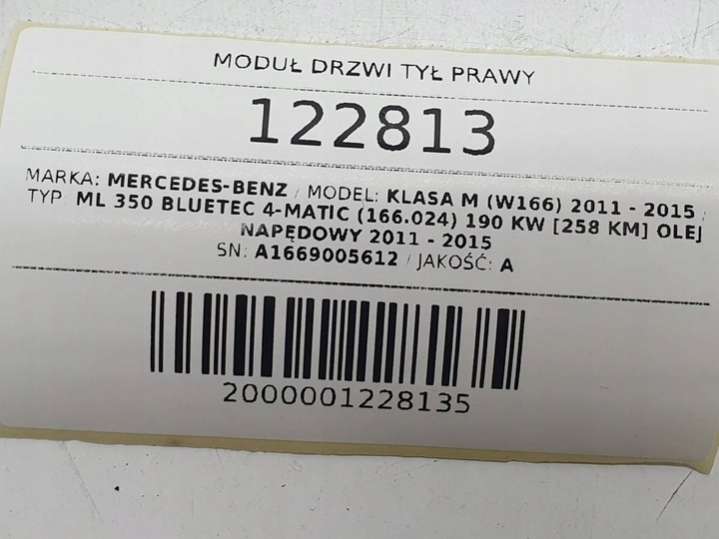 MODUŁ DRZWI TYŁ PRAWY
122813
MARKA: MERCEDES-BENZ / MODEL: KLASA M (W166) 2011 - 2015 /
TYP: ML 350 BLUETEC 4-MATIC (166.024) 190 KW [258 KM] OLEJ
NAPĘDOWY 2011 - 2015
SN: A1669005612 / JAKOŚĆ: A
2000001228135